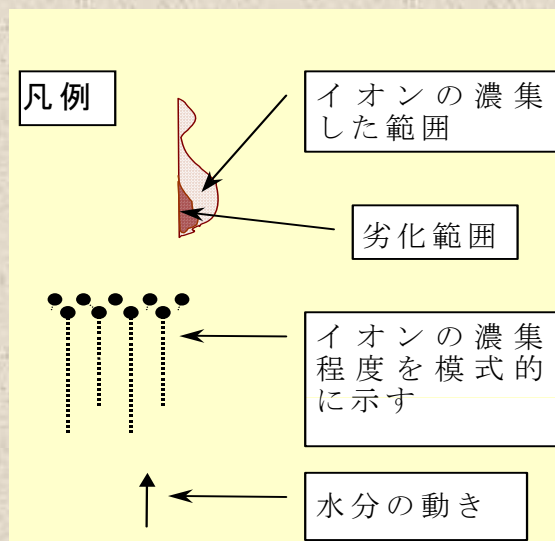 凡例
イオンの濃集
した範囲
劣化範囲
イオンの濃集
程度を模式的
に示す
水分の動き